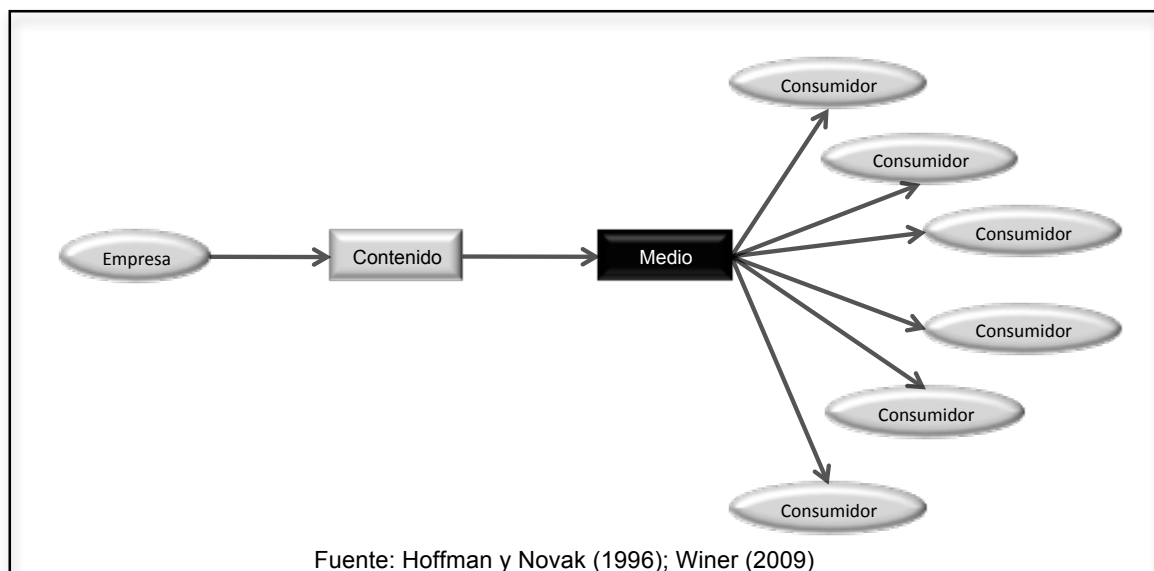 Consumidor
Consumidor
Consumidor
Empresa
Contenido
Medio
Consumidor
Consumidor
Consumidor
Fuente: Hoffman y Novak (1996); Winer (2009)